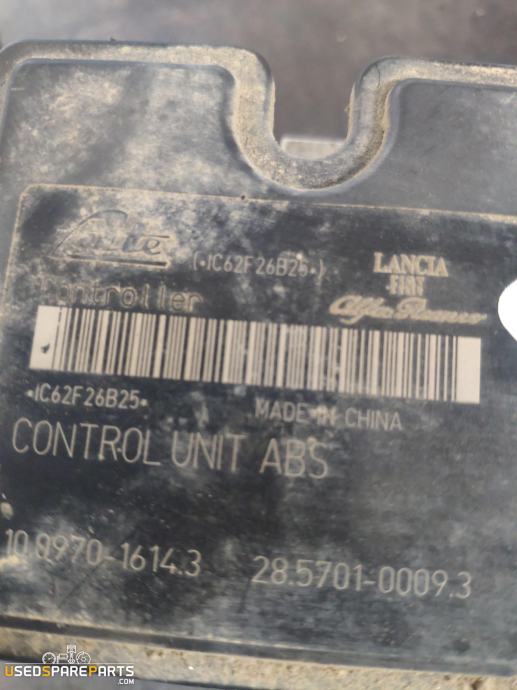 Ate
(•IC62F26B25•)
LANCIA
FIAT
Alfa Romeo
Controller
•IC62F26B25•
MADE IN CHINA
CONTROL UNIT ABS
10.0970-1614.3
28.5701-0009.3
USEDSPAREPARTS
.COM